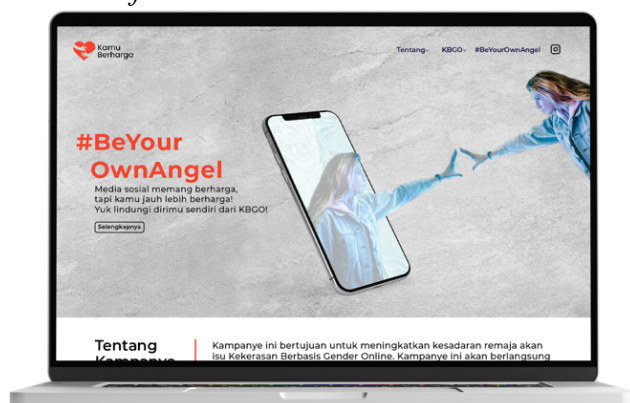 Kamu
Berharga
Tentang
KBGO
#BeYourOwnAngel
#BeYour
OwnAngel
Media sosial memang berharga,
tapi kamu jauh lebih berharga!
Yuk lindungi dirimu sendiri dari KBGO!
Selengkapnya
Tentang
Kampanye
Kampanye ini bertujuan untuk meningkatkan kesadaran remaja akan
isu Kekerasan Berbasis Gender Online. Kampanye ini akan berlangsung